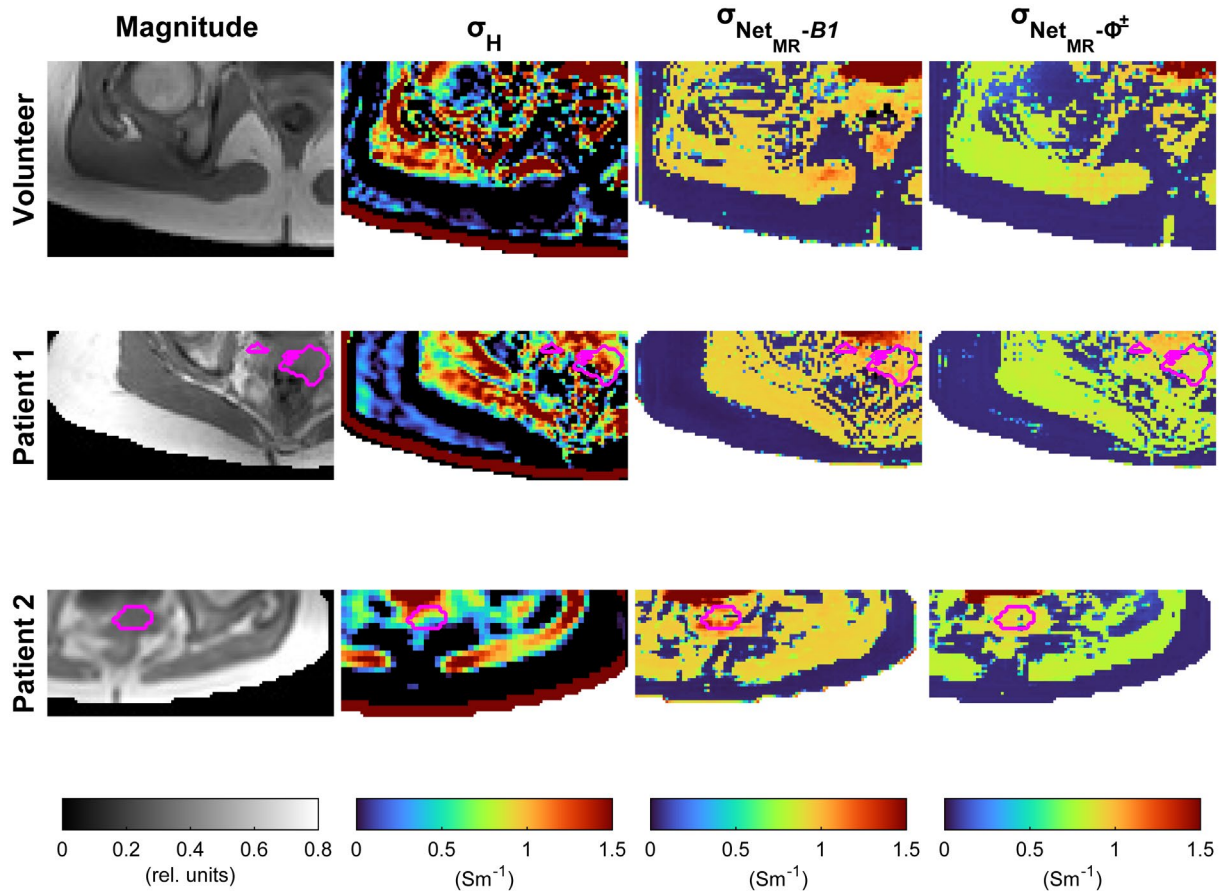 Magnitude σH σNetMR-B1 σNetMR-Φ±
Volunteer
Patient 1
Patient 2
0 0.2 0.4 0.6 0.8 0 0.5 1 1.5 0 0.5 1 1.5 0 0.5 1 1.5
(rel. units) (Sm⁻¹) (Sm⁻¹) (Sm⁻¹)